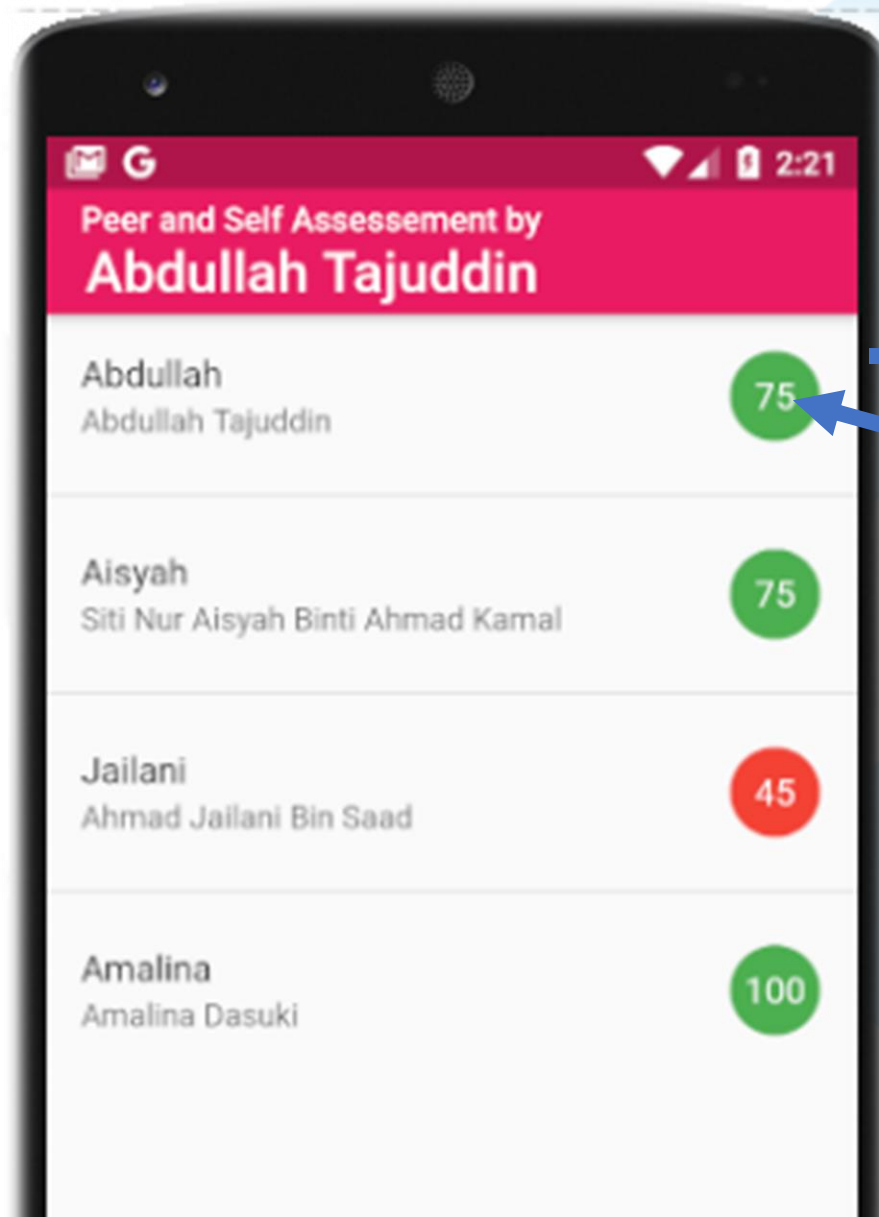 G 2:21
Peer and Self Assessement by
Abdullah Tajuddin
Abdullah
Abdullah Tajuddin
75
Aisyah
Siti Nur Aisyah Binti Ahmad Kamal
75
Jailani
Ahmad Jailani Bin Saad
45
Amalina
Amalina Dasuki
100